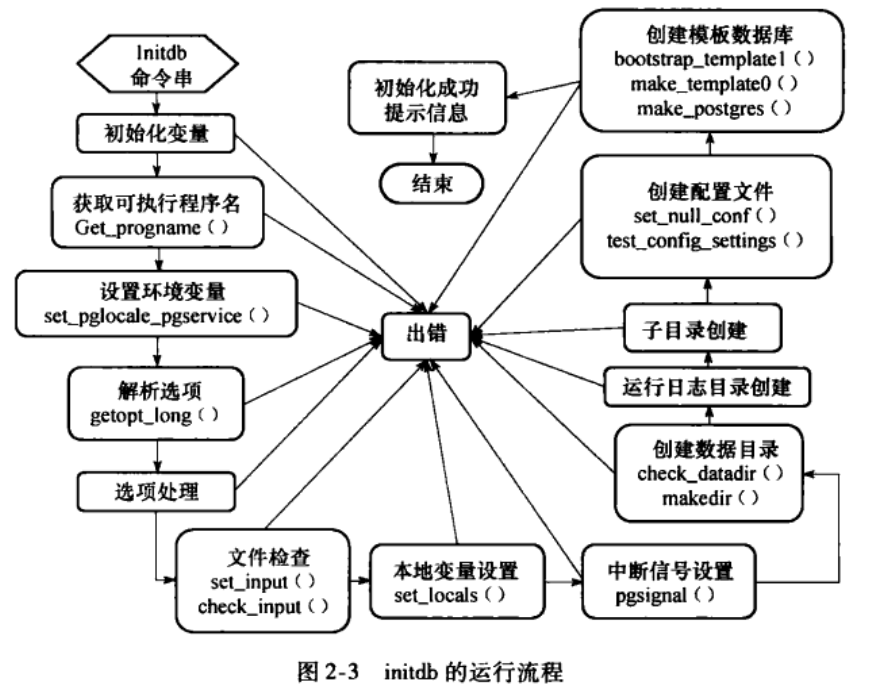 Initdb
命令串
初始化变量
获取可执行程序名
Get_progname（）
设置环境变量
set_pglocale_pgservice（）
解析选项
getopt_long（）
选项处理
文件检查
set_input（）
check_input（）
本地变量设置
set_locals（）
中断信号设置
pgsignal（）
创建数据目录
check_datadir（）
makedir（）
运行日志目录创建
子目录创建
创建配置文件
set_null_conf（）
test_config_settings（）
创建模板数据库
bootstrap_template1（）
make_template0（）
make_postgres（）
初始化成功
提示信息
结束
出错
图 2-3 initdb 的运行流程